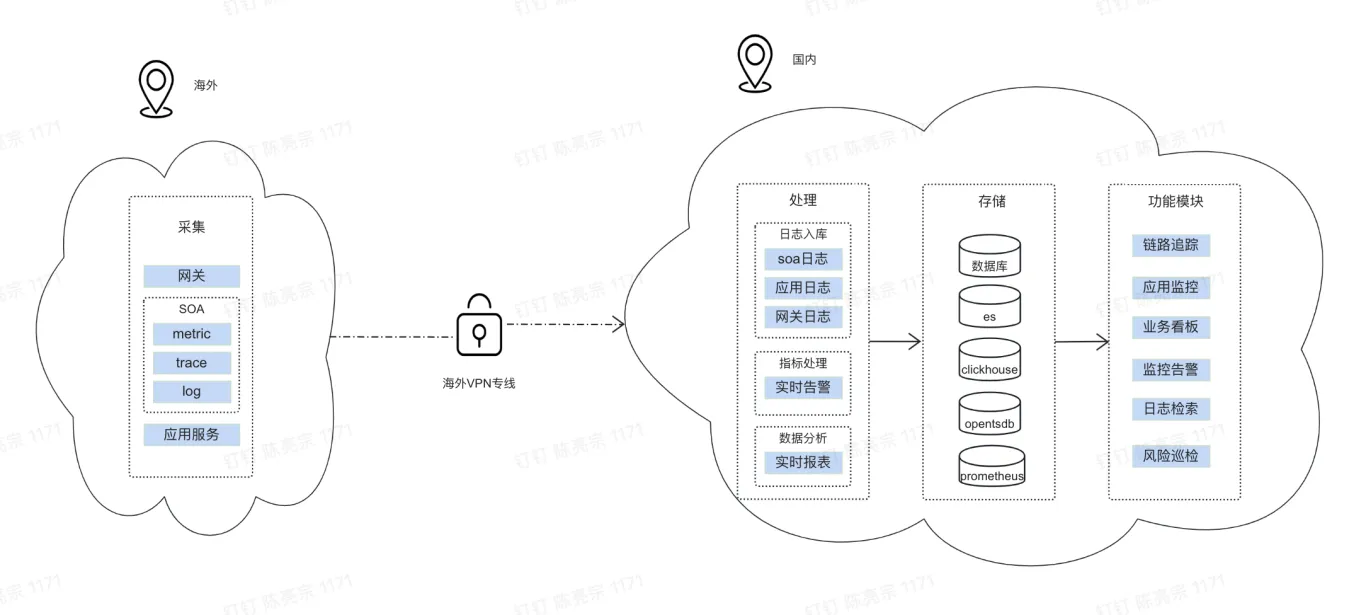 海外
国内
采集
网关
SOA
metric
trace
log
应用服务
海外VPN专线
处理
日志入库
soa日志
应用日志
网关日志
指标处理
实时告警
数据分析
实时报表
存储
数据库
es
clickhouse
opentsdb
prometheus
功能模块
链路追踪
应用监控
业务看板
监控告警
日志检索
风险巡检
钉钉 陈亮宗 1171